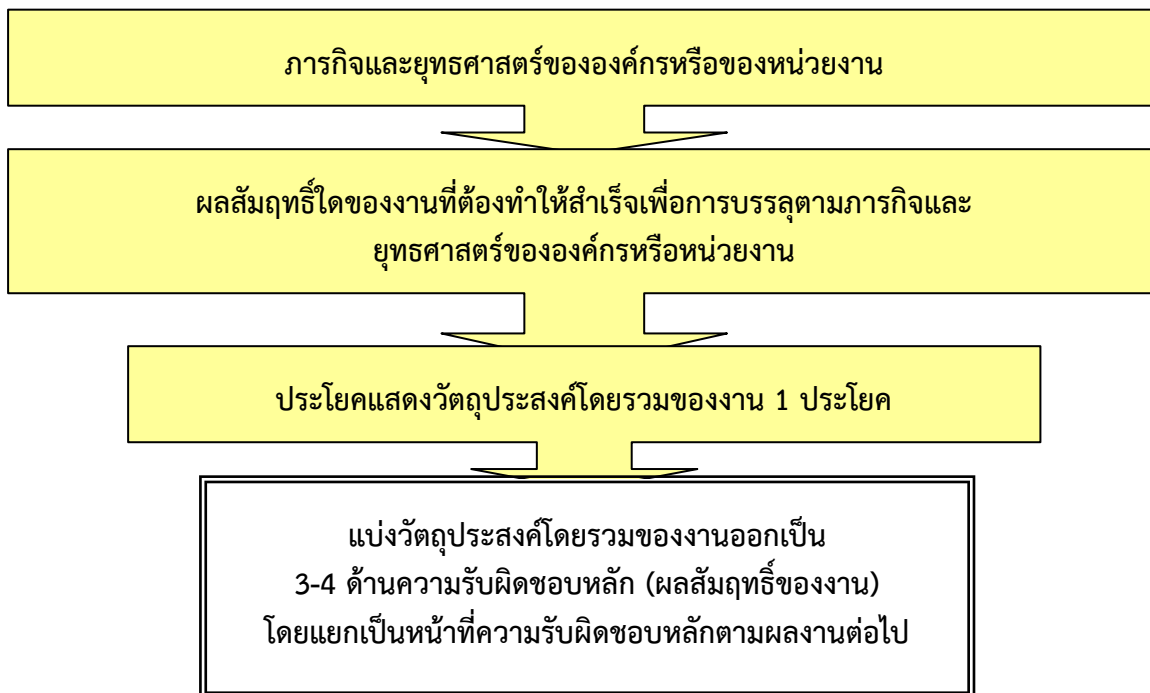 ภารกิจและยุทธศาสตร์ขององค์กรหรือของหน่วยงาน
ผลสัมฤทธิ์ใดของงานที่ต้องทำให้สำเร็จเพื่อการบรรลุตามภารกิจและ
ยุทธศาสตร์ขององค์กรหรือหน่วยงาน
ประโยคแสดงวัตถุประสงค์โดยรวมของงาน 1 ประโยค
แบ่งวัตถุประสงค์โดยรวมของงานออกเป็น
3-4 ด้านความรับผิดชอบหลัก (ผลสัมฤทธิ์ของงาน)
โดยแยกเป็นหน้าที่ความรับผิดชอบหลักตามผลงานต่อไป